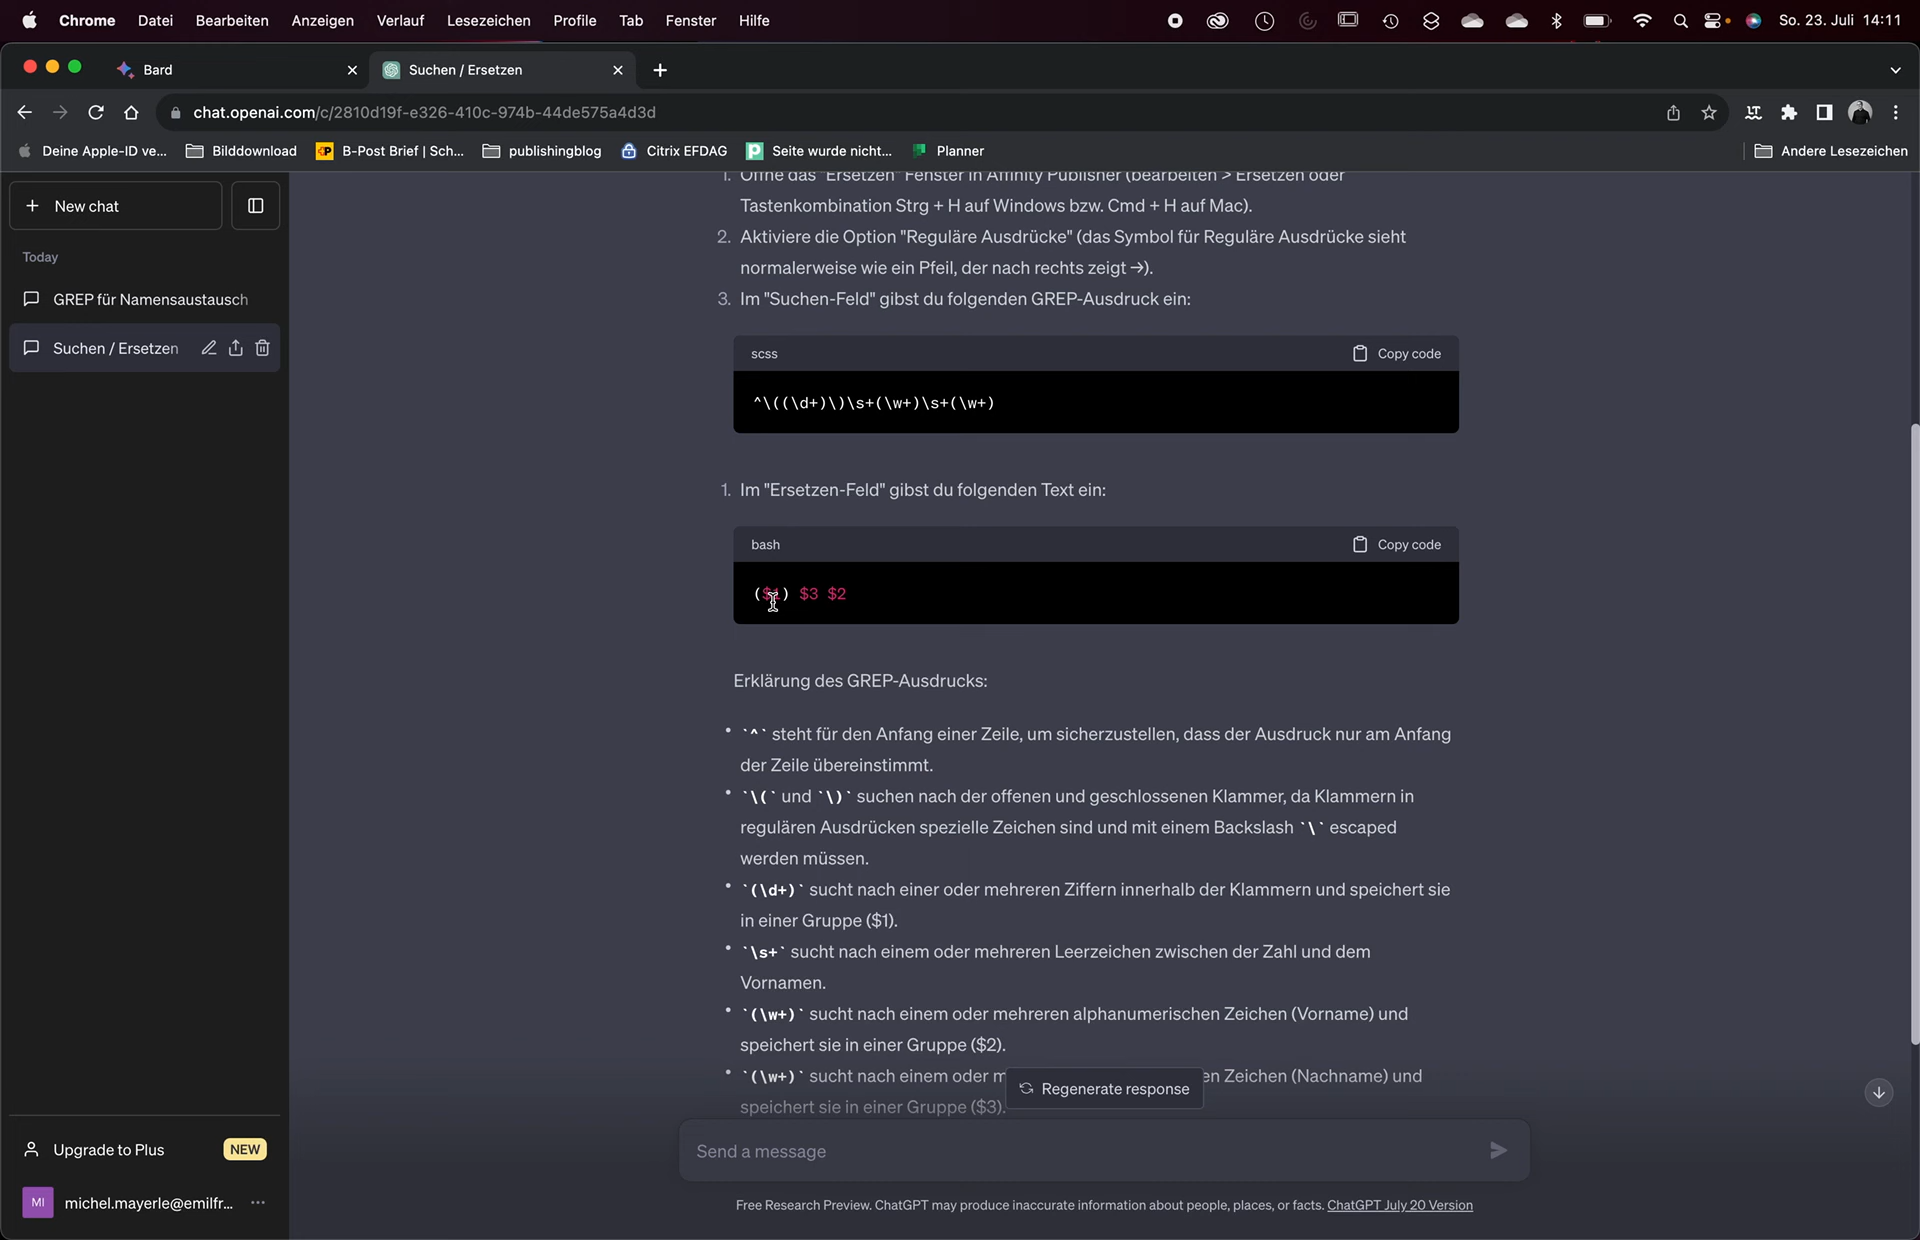 Chrome Datei Bearbeiten Anzeigen Verlauf Lesezeichen Profile Tab Fenster Hilfe So. 23. Juli 14:11
Bard Suchen / Ersetzen
chat.openai.com/c/2810d19f-e326-410c-974b-44de575a4d3d
Deine Apple-ID ve... Bilddownload B-Post Brief | Sch... publishingblog Citrix EFDAG Seite wurde nicht... Planner Andere Lesezeichen
New chat
Today
GREP für Namensaustausch
Suchen / Ersetzen
1. Öffne das "Ersetzen" Fenster in Affinity Publisher (bearbeiten > Ersetzen oder
Tastenkombination Strg + H auf Windows bzw. Cmd + H auf Mac).
2. Aktiviere die Option "Reguläre Ausdrücke" (das Symbol für Reguläre Ausdrücke sieht
normalerweise wie ein Pfeil, der nach rechts zeigt →).
3. Im "Suchen-Feld" gibst du folgenden GREP-Ausdruck ein:
scss Copy code
^\((\d+)\)\s+(\w+)\s+(\w+)
1. Im "Ersetzen-Feld" gibst du folgenden Text ein:
bash Copy code
($1) $3 $2
Erklärung des GREP-Ausdrucks:
• `^` steht für den Anfang einer Zeile, um sicherzustellen, dass der Ausdruck nur am Anfang
der Zeile übereinstimmt.
• `\(` und `\)` suchen nach der offenen und geschlossenen Klammer, da Klammern in
regulären Ausdrücken spezielle Zeichen sind und mit einem Backslash `\` escaped
werden müssen.
• `(\d+)` sucht nach einer oder mehreren Ziffern innerhalb der Klammern und speichert sie
in einer Gruppe ($1).
• `\s+` sucht nach einem oder mehreren Leerzeichen zwischen der Zahl und dem
Vornamen.
• `(\w+)` sucht nach einem oder mehreren alphanumerischen Zeichen (Vorname) und
speichert sie in einer Gruppe ($2).
• `(\w+)` sucht nach einem oder m en Zeichen (Nachname) und
speichert sie in einer Gruppe ($3).
Regenerate response
Send a message
Free Research Preview. ChatGPT may produce inaccurate information about people, places, or facts. ChatGPT July 20 Version
Upgrade to Plus NEW
MI michel.mayerle@emilfr...